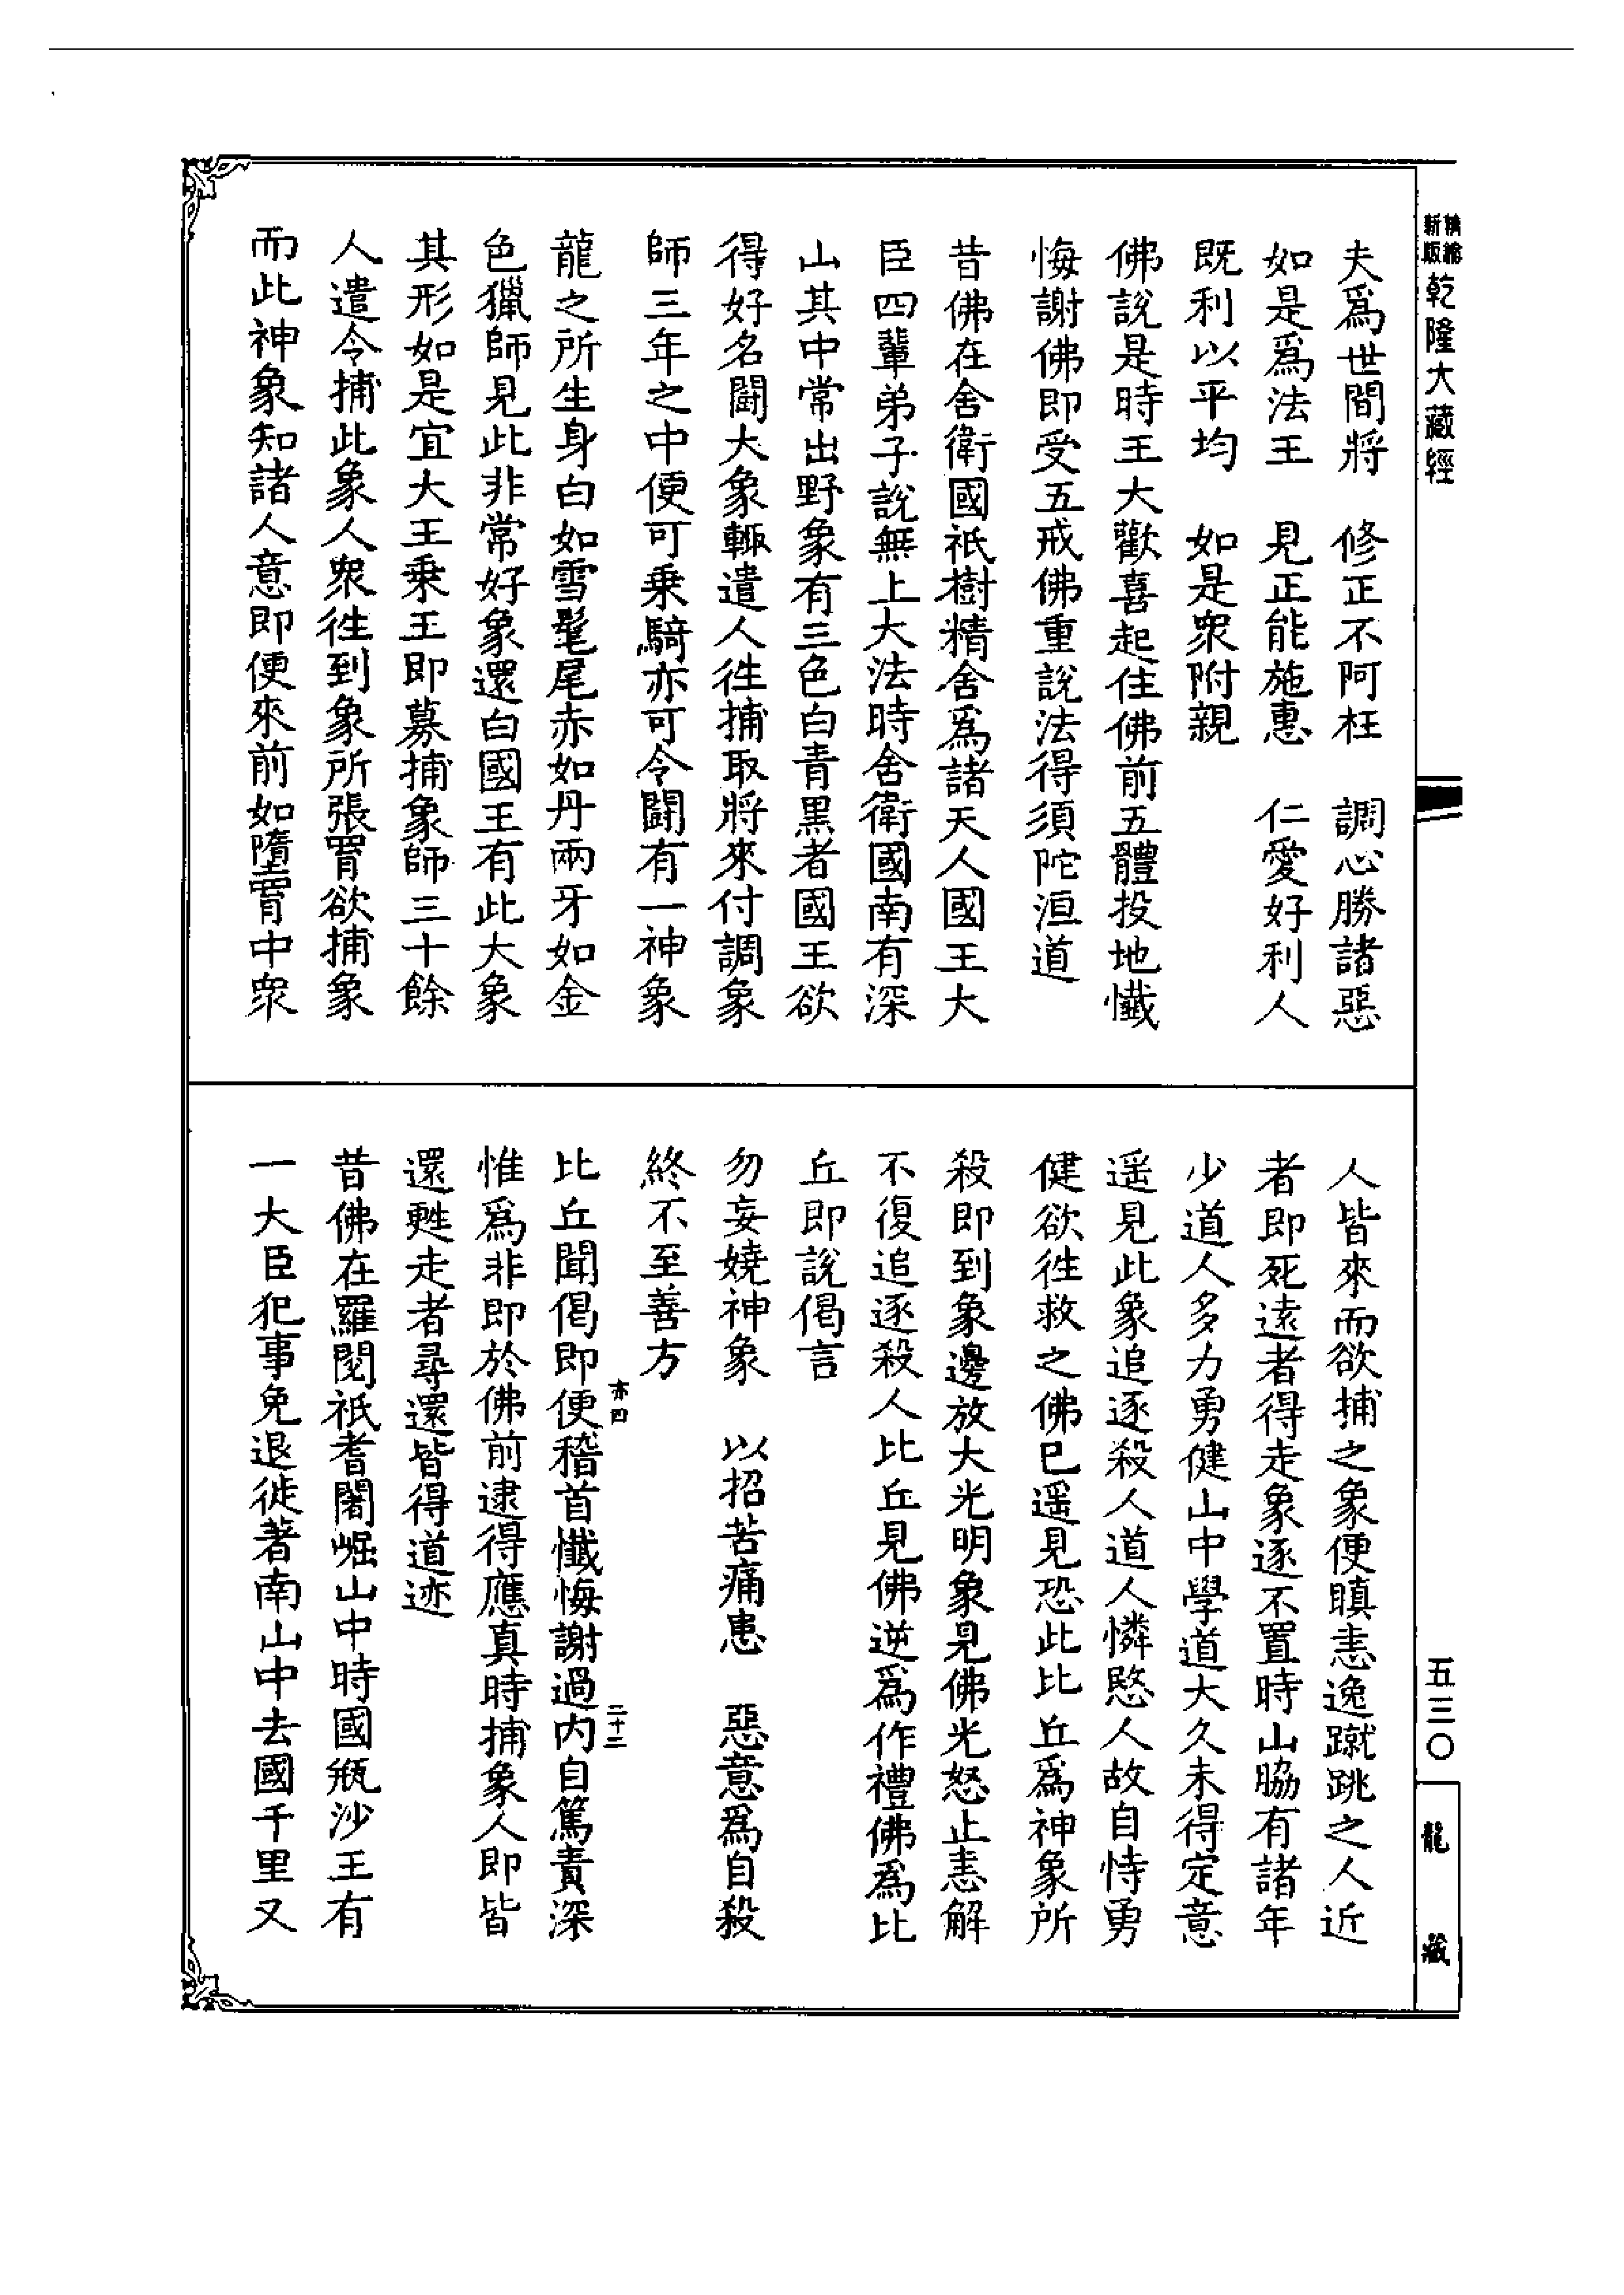 新編縮版乾隆大藏經
夫爲世間將　修正不阿枉　調心勝諸惡
如是爲法王　見正能施惠　仁愛好利人
既利以平均　如是衆附親
佛說是時王大歡喜起住佛前五體投地懺
悔謝佛即受五戒佛重說法得須陀洹道
昔佛在舍衛國祇樹精舍爲諸天人國王大
臣四輩弟子說無上大法時舍衛國南有深
山其中常出野象有三色白青黑者國王欲
得好名鬭大象輒遣人徃捕取將來付調象
師三年之中便可乗騎亦可令鬭有一神象
龍之所生身白如雪髦尾赤如丹兩牙如金
色獵師見此非常好象還白國王有此大象
其形如是宜大王乗王即募捕象師三十餘
人遣令捕此象人衆徃到象所張罥欲捕象
而此神象知諸人意即便來前如墮罥中衆
人皆來而欲捕之象便瞋恚逸蹴跳之人近
者即死遠者得走象逐不置時山脇有諸年
少道人多力勇健山中學道大久未得定意
遥見此象追逐殺人道人憐愍人故自恃勇
健欲徃救之佛已遥見恐此比丘爲神象所
殺即到象邊放大光明象見佛光怒止恚解
不復追逐殺人比丘見佛逆爲作禮佛爲比
丘即說偈言
勿妄嬈神象　以招苦痛患　惡意爲自殺
終不至善方
比丘聞偈即便稽首懺悔謝過内自篤責深
惟爲非即於佛前逮得應真時捕象人即皆
還甦走者尋還皆得道迹
昔佛在羅閱祇耆闍崛山中時國瓶沙王有
一大臣犯事免退徙著南山中去國千里又
亦四
二十三
五三〇
龍藏